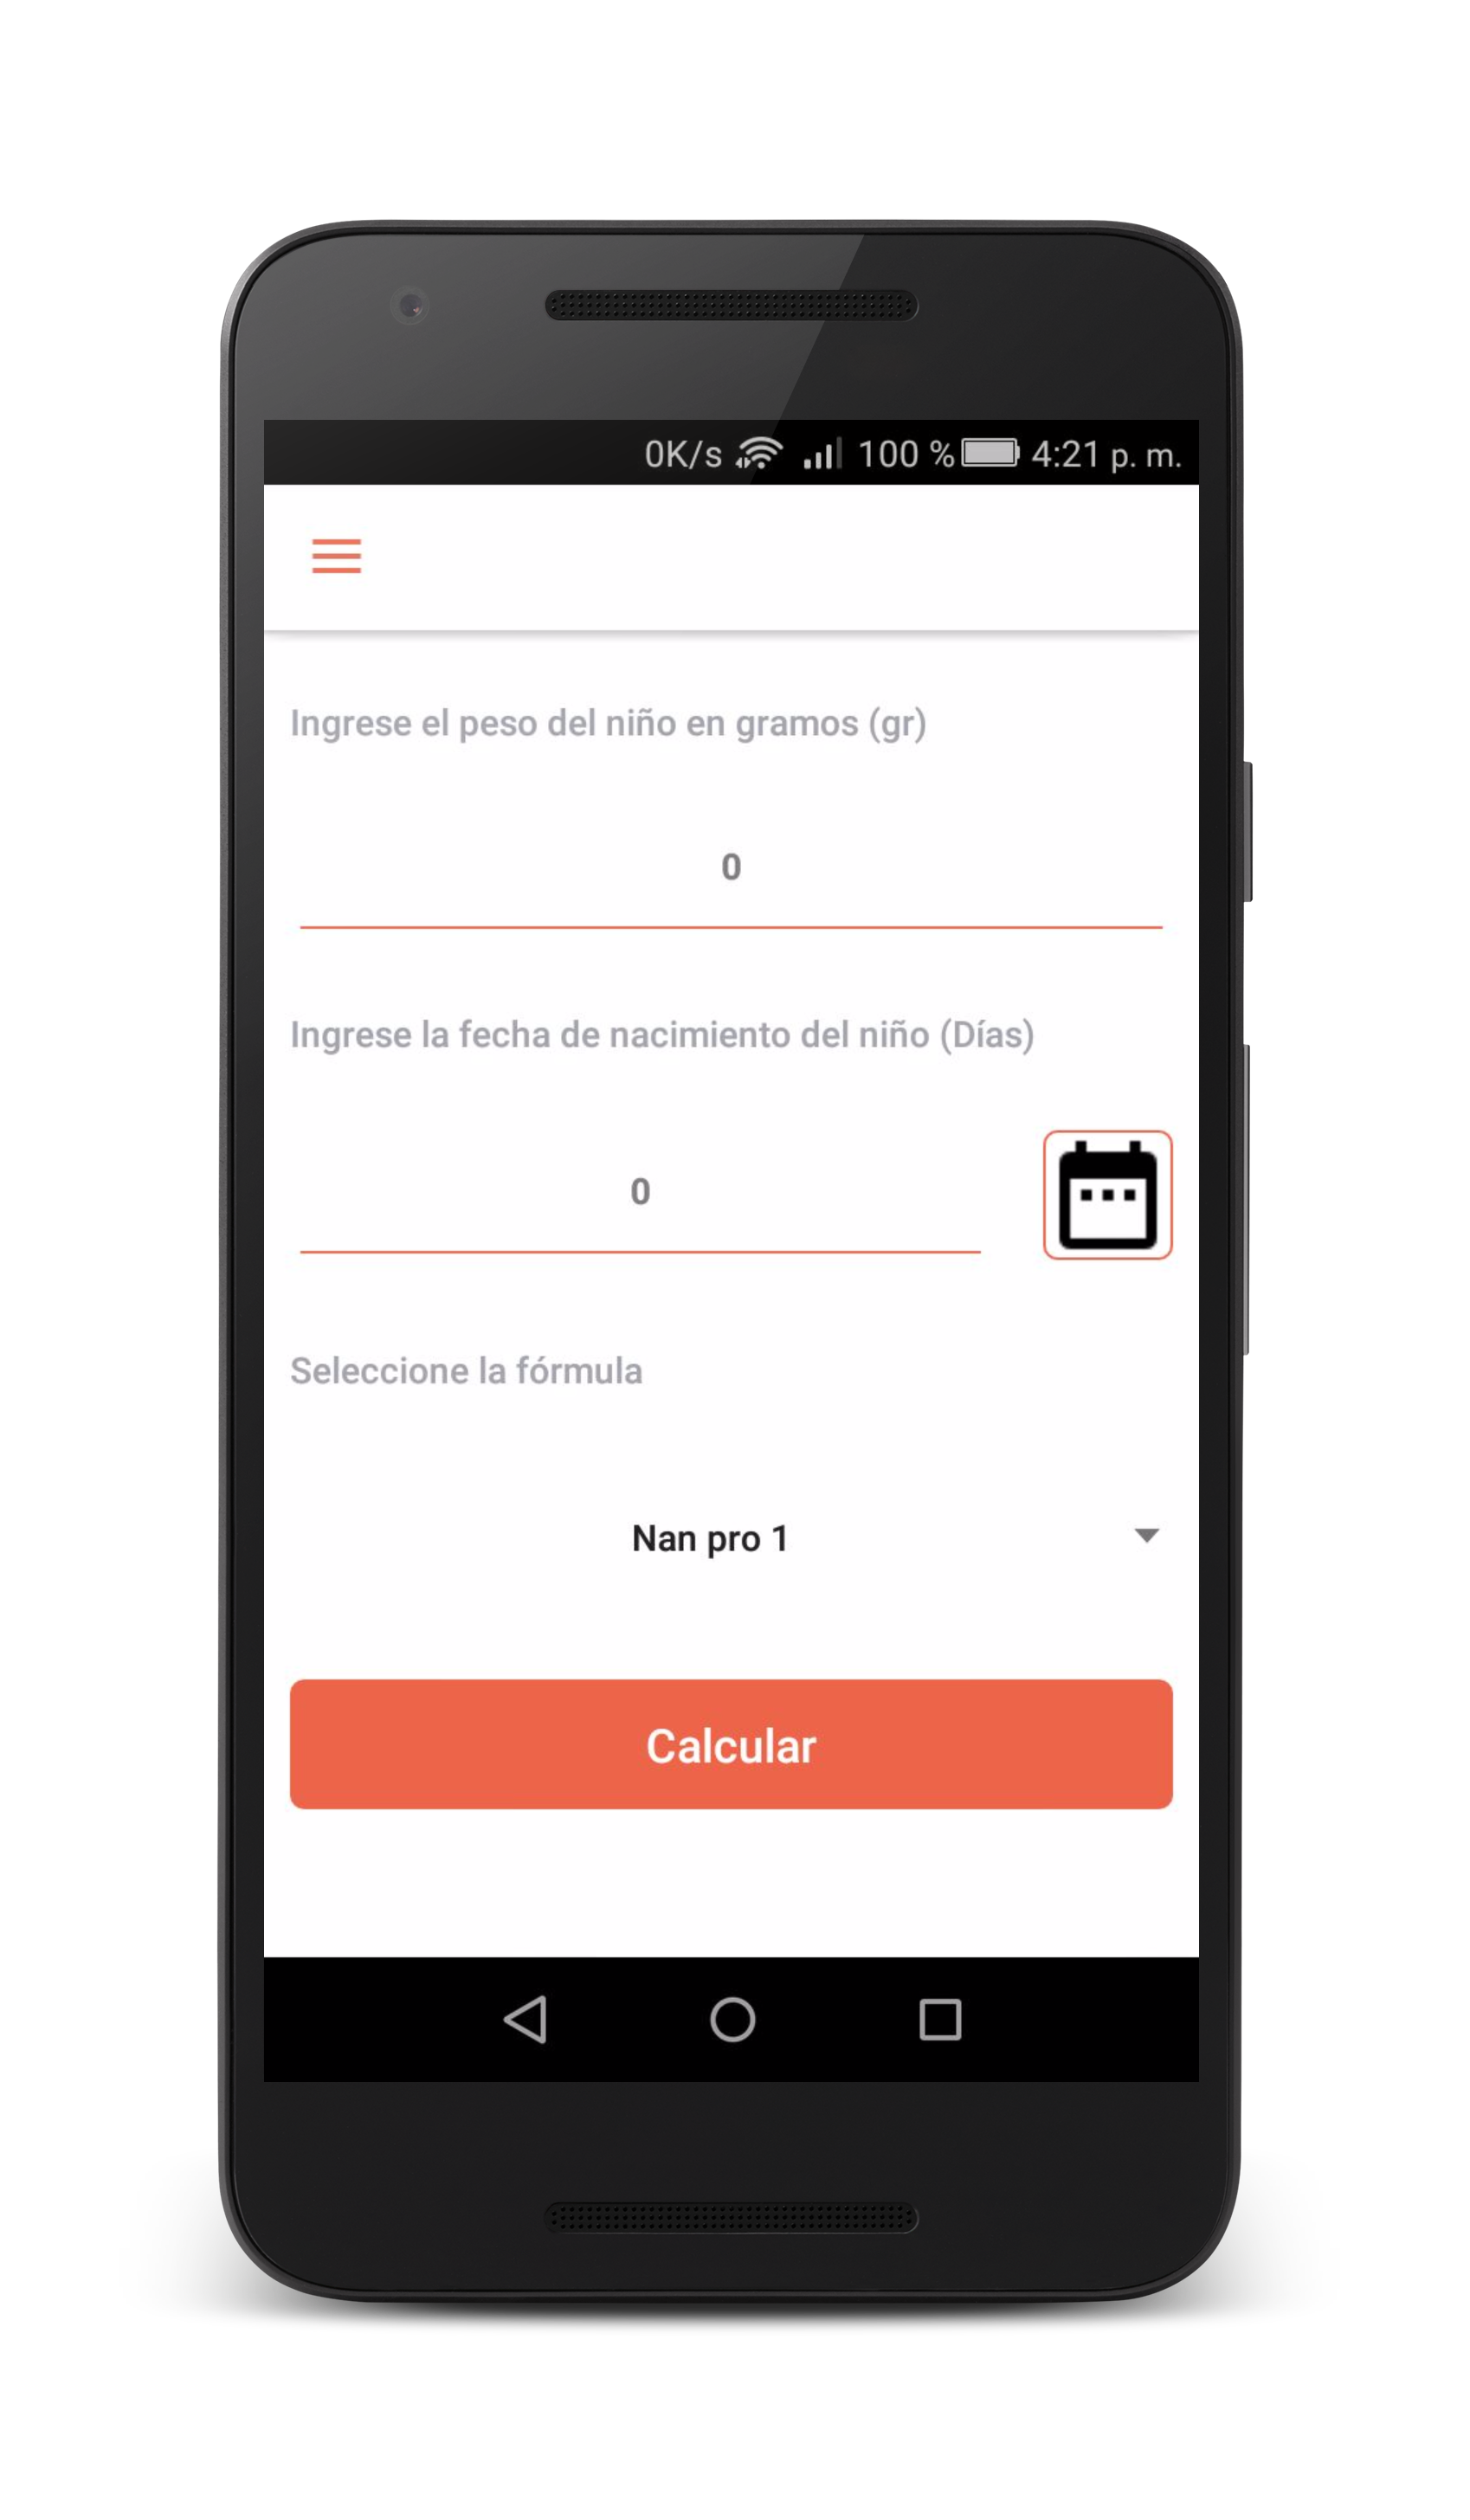 0K/s 100 % 4:21 p. m.
Ingrese el peso del niño en gramos (gr)
0
Ingrese la fecha de nacimiento del niño (Días)
0
Seleccione la fórmula
Nan pro 1
Calcular